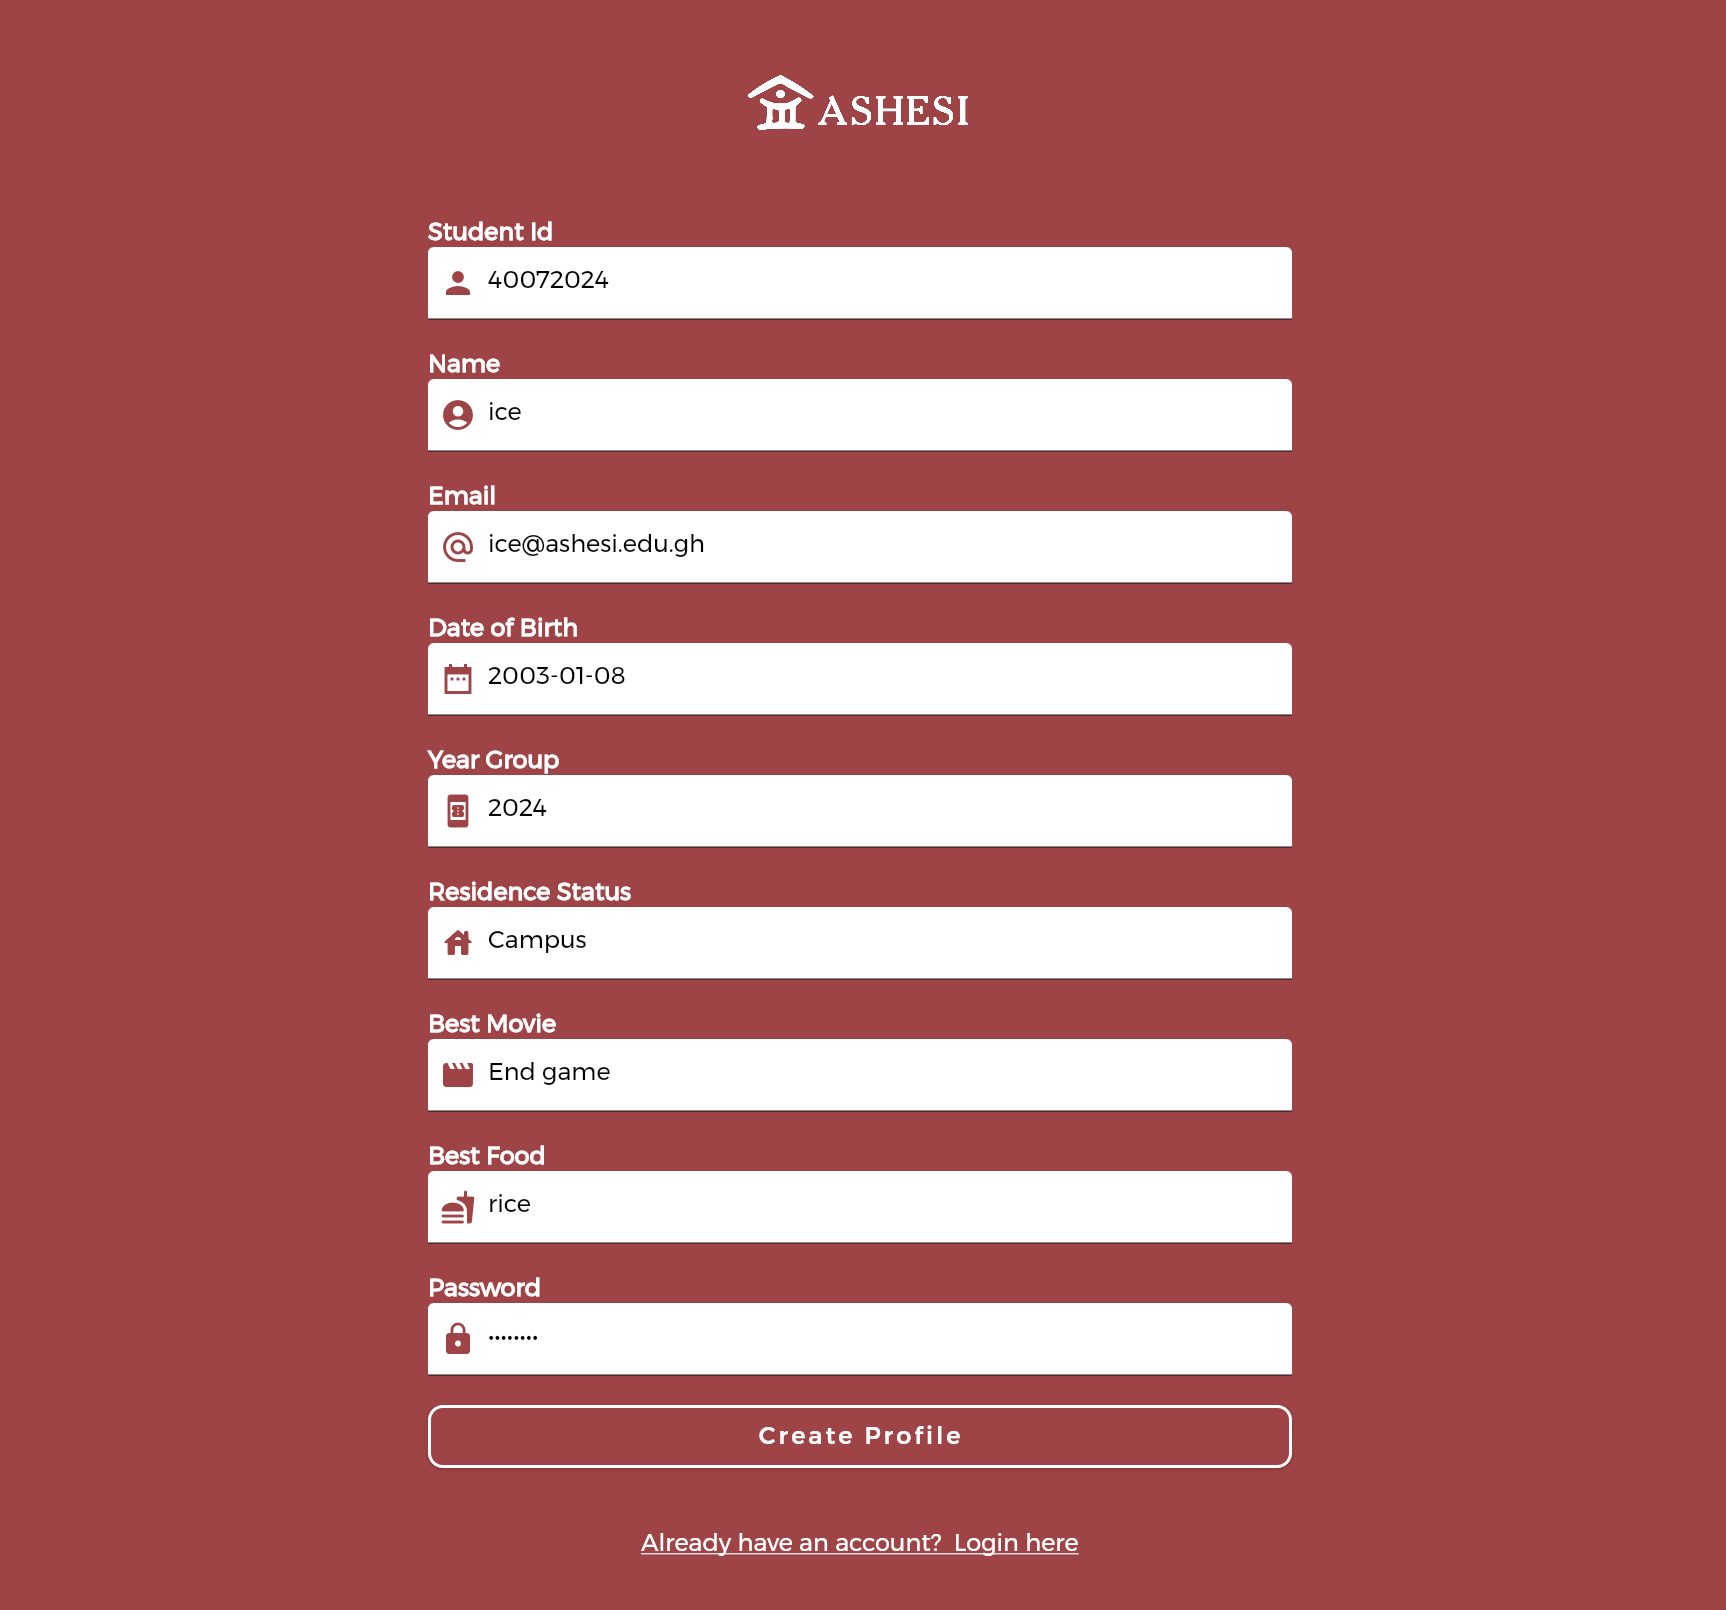 ASHESI
Student Id
40072024
Name
ice
Email
ice@ashesi.edu.gh
Date of Birth
2003-01-08
Year Group
2024
Residence Status
Campus
Best Movie
End game
Best Food
rice
Password
••••••••
Create Profile
Already have an account?  Login here